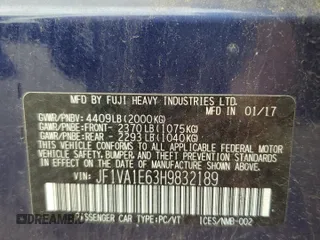 MFD BY FUJI HEAVY INDUSTRIES LTD. 01/17
GVWR/PNBV: 4409LB(2000KG)
GAWR/PNBE:FRONT- 2370LB(1075KG)
GAWR/PNBE:REAR - 2293LB(1040KG)
THIS VEHICLE CONFORMS TO ALL APPLICABLE FEDERAL
MOTOR VEHICLE SAFETY, BUMPER, AND THEFT PREVENTION STANDARDS
IN EFFECT ON THE DATE OF MANUFACTURE SHOWN ABOVE.
VIN: JF1VA1E63H9832189
PASSENGER CAR TYPE:PC/VT ICES/NMB-002